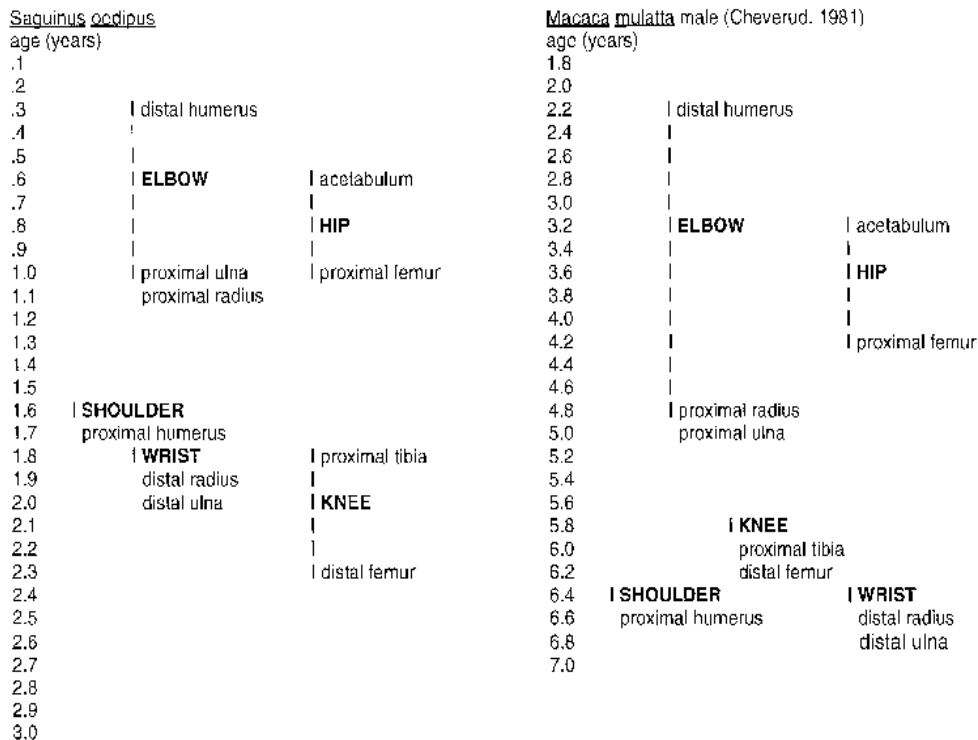 Saguinus oedipus
age (years)
.1
.2
.3 distal humerus
.4
.5
.6 ELBOW acetabulum
.7
.8 HIP
.9
1.0 proximal ulna proximal femur
1.1 proximal radius
1.2
1.3
1.4
1.5
1.6 SHOULDER
1.7 proximal humerus
1.8 WRIST proximal tibia
1.9 distal radius
2.0 distal ulna KNEE
2.1
2.2
2.3 distal femur
2.4
2.5
2.6
2.7
2.8
2.9
3.0
Macaca mulatta male (Cheverud. 1981)
age (years)
1.8
2.0
2.2 distal humerus
2.4
2.6
2.8
3.0
3.2 ELBOW acetabulum
3.4
3.6 HIP
3.8
4.0
4.2 proximal femur
4.4
4.6
4.8 proximal radius
5.0 proximal ulna
5.2
5.4
5.6
5.8 KNEE
6.0 proximal tibia
6.2 distal femur
6.4 SHOULDER WRIST
6.6 proximal humerus distal radius
6.8 distal ulna
7.0